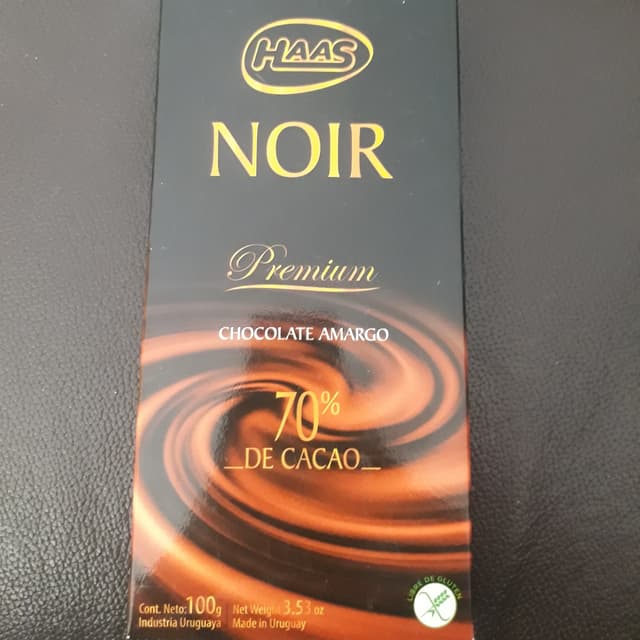 HAAS
NOIR
Premium
CHOCOLATE AMARGO
70%
DE CACAO
Cont. Neto: 100g
Industria Uruguaya
Net Weight 3.53 oz
Made in Uruguay
LIBRE DE GLUTEN